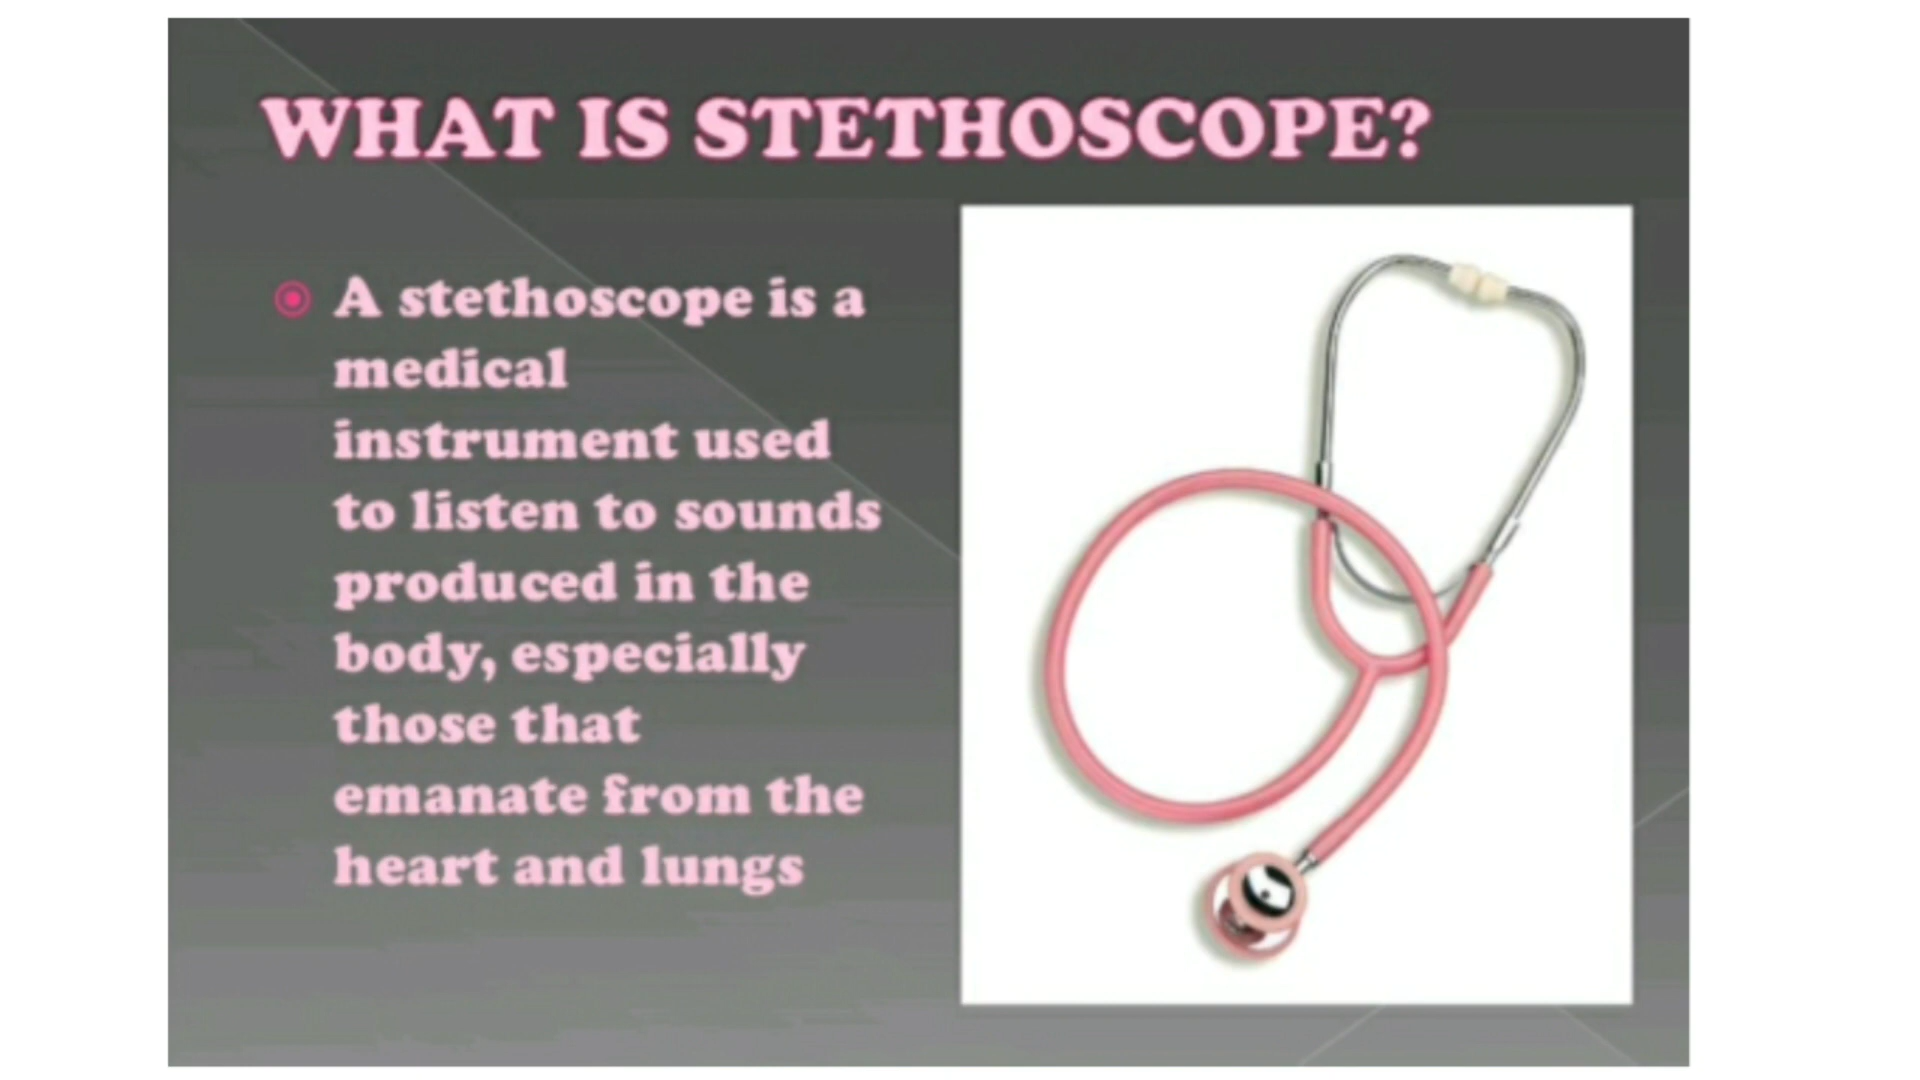 WHAT IS STETHOSCOPE?
A stethoscope is a
medical
instrument used
to listen to sounds
produced in the
body, especially
those that
emanate from the
heart and lungs